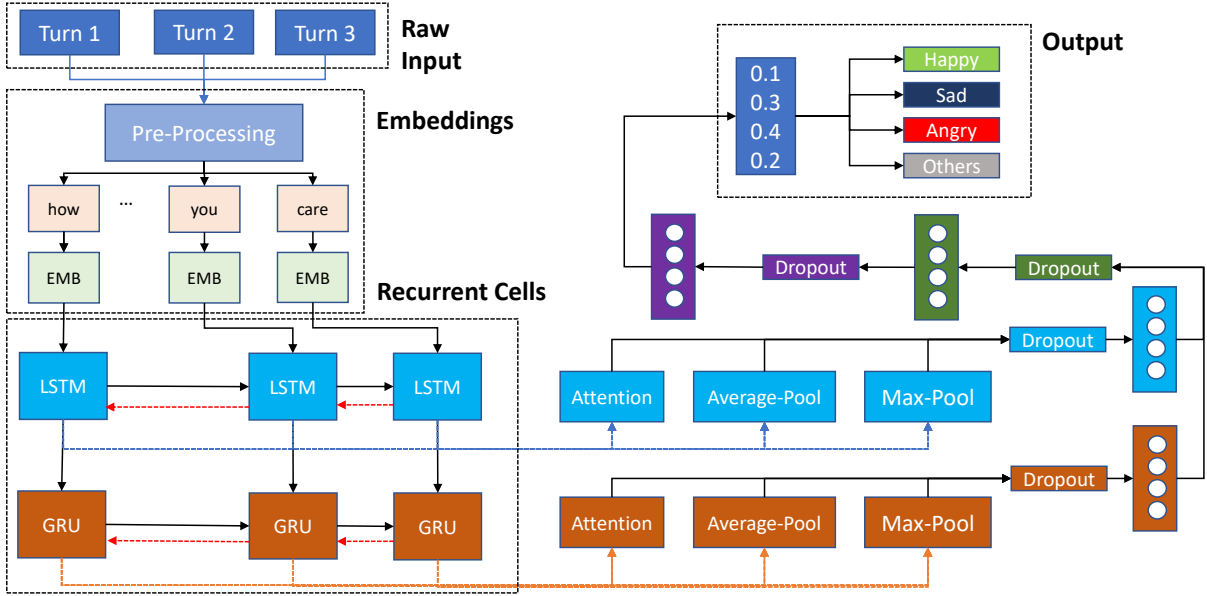 Turn 1
Turn 2
Turn 3
Raw
Input
Pre-Processing
Embeddings
how
...
you
care
EMB
EMB
EMB
Recurrent Cells
LSTM
LSTM
LSTM
GRU
GRU
GRU
Output
0.1
0.3
0.4
0.2
Happy
Sad
Angry
Others
Dropout
Dropout
Attention
Average-Pool
Max-Pool
Dropout
Attention
Average-Pool
Max-Pool
Dropout